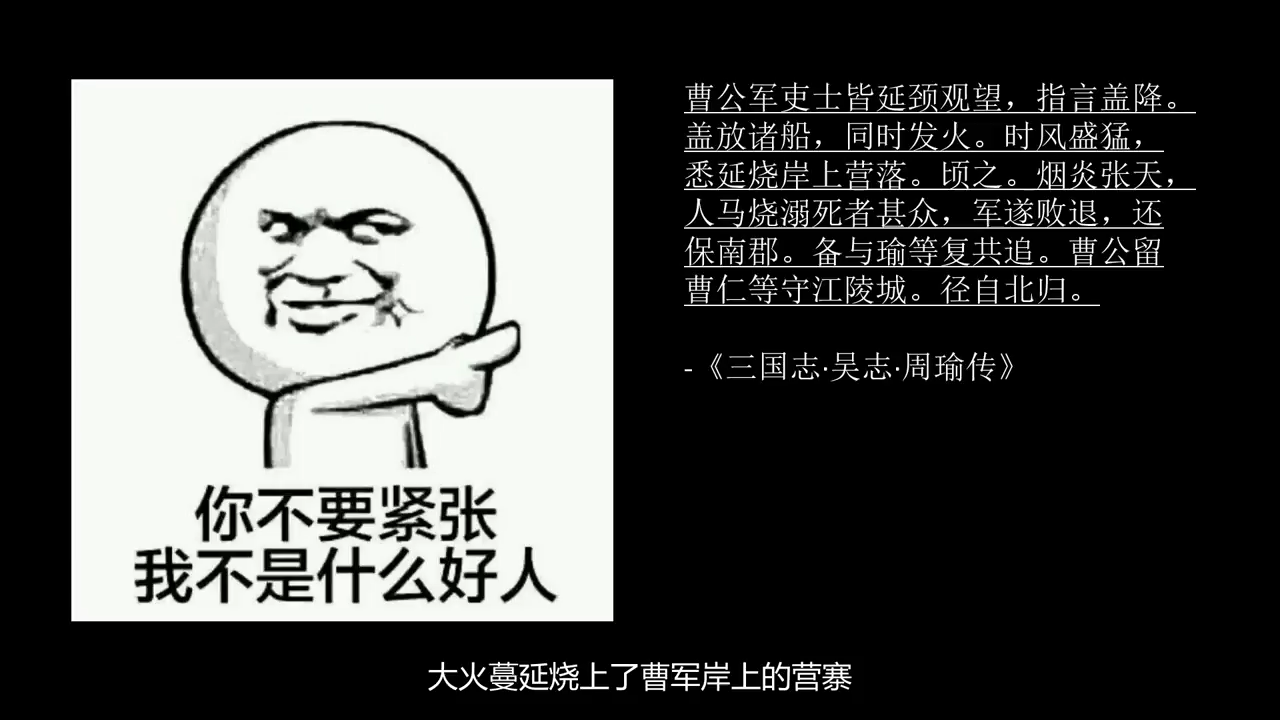 你不要紧张
我不是什么好人
曹公军吏士皆延颈观望，指言盖降。
盖放诸船，同时发火。时风盛猛，
悉延烧岸上营落。顷之。烟炎张天，
人马烧溺死者甚众，军遂败退，还
保南郡。备与瑜等复共追。曹公留
曹仁等守江陵城。径自北归。
-《三国志·吴志·周瑜传》
大火蔓延烧上了曹军岸上的营寨